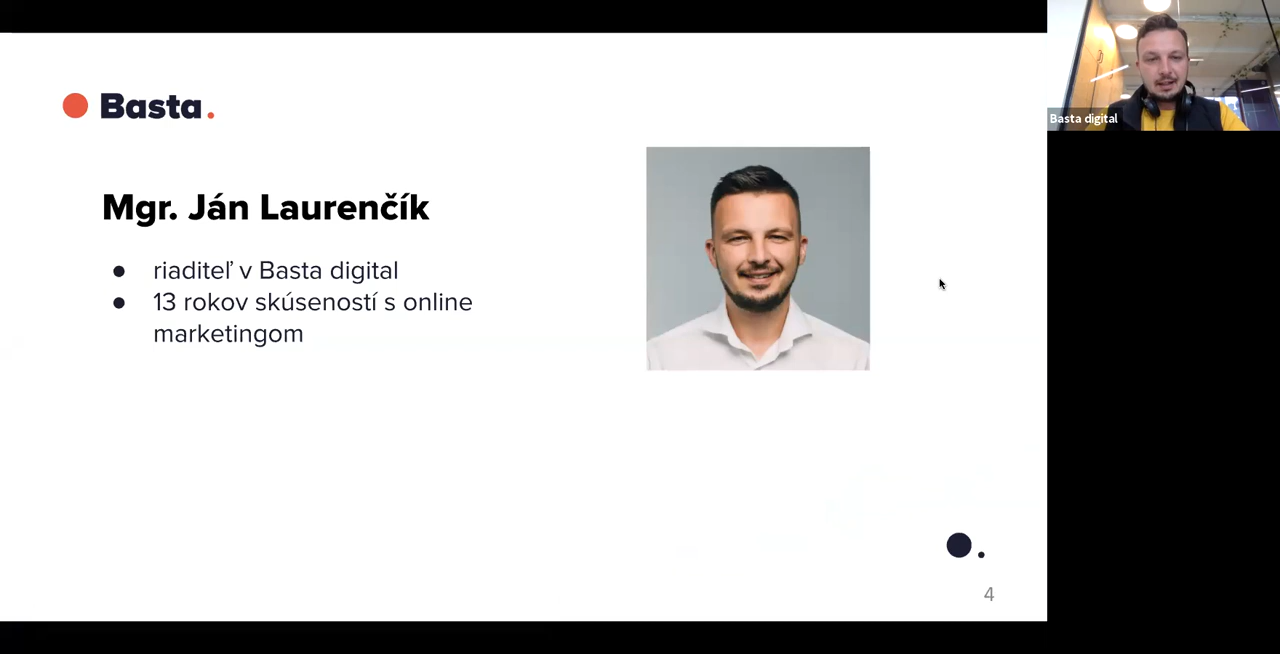 Basta.
Mgr. Ján Laurenčík
● riaditeľ v Basta digital
● 13 rokov skúseností s online
marketingom
4
Basta digital